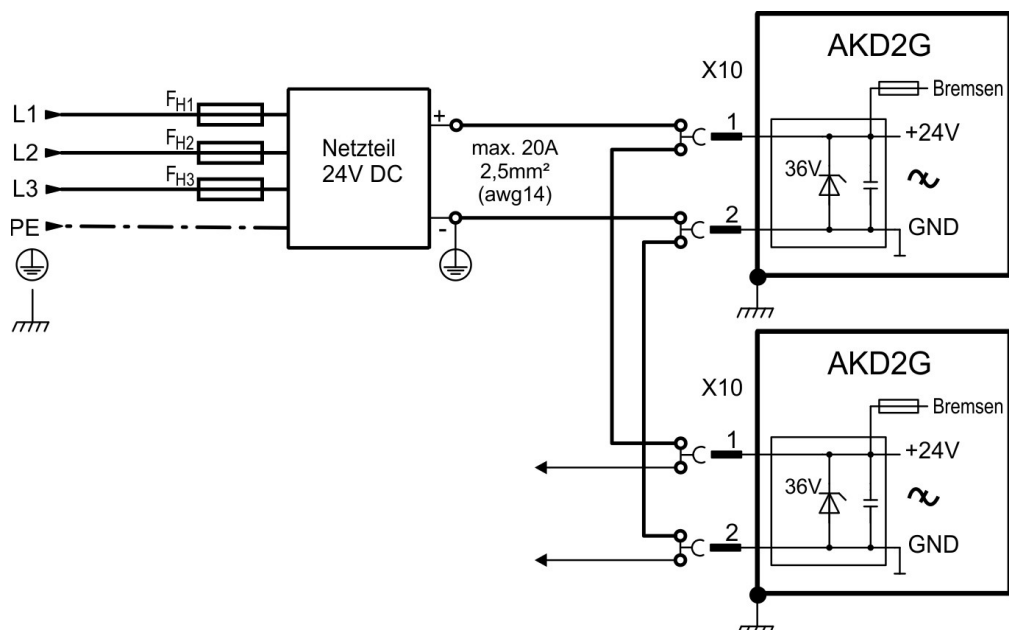 L1
L2
L3
PE
FH1
FH2
FH3
Netzteil
24V DC
+
-
max. 20A
2,5mm²
(awg14)
AKD2G
X10
1
2
Bremsen
+24V
36V
GND
AKD2G
X10
1
2
Bremsen
+24V
36V
GND